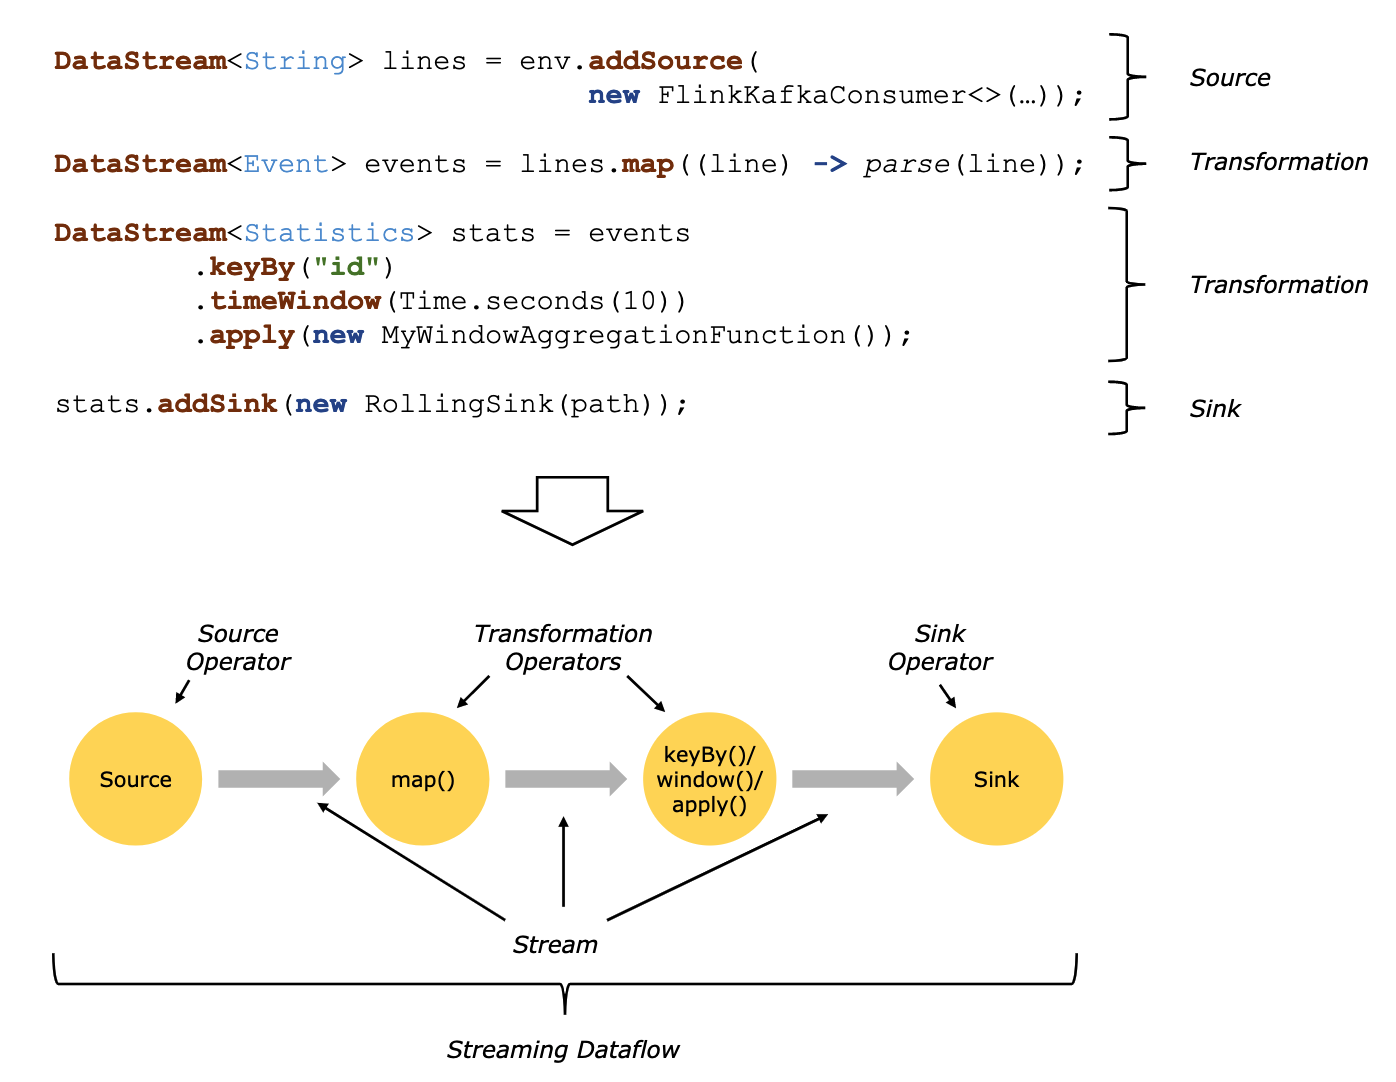 DataStream<String> lines = env.addSource(
new FlinkKafkaConsumer<>(…));
Source
DataStream<Event> events = lines.map((line) -> parse(line));
Transformation
DataStream<Statistics> stats = events
.keyBy("id")
.timeWindow(Time.seconds(10))
.apply(new MyWindowAggregationFunction());
Transformation
stats.addSink(new RollingSink(path));
Sink
Source
Operator
Transformation
Operators
Sink
Operator
Source
map()
keyBy()/
window()/
apply()
Sink
Stream
Streaming Dataflow